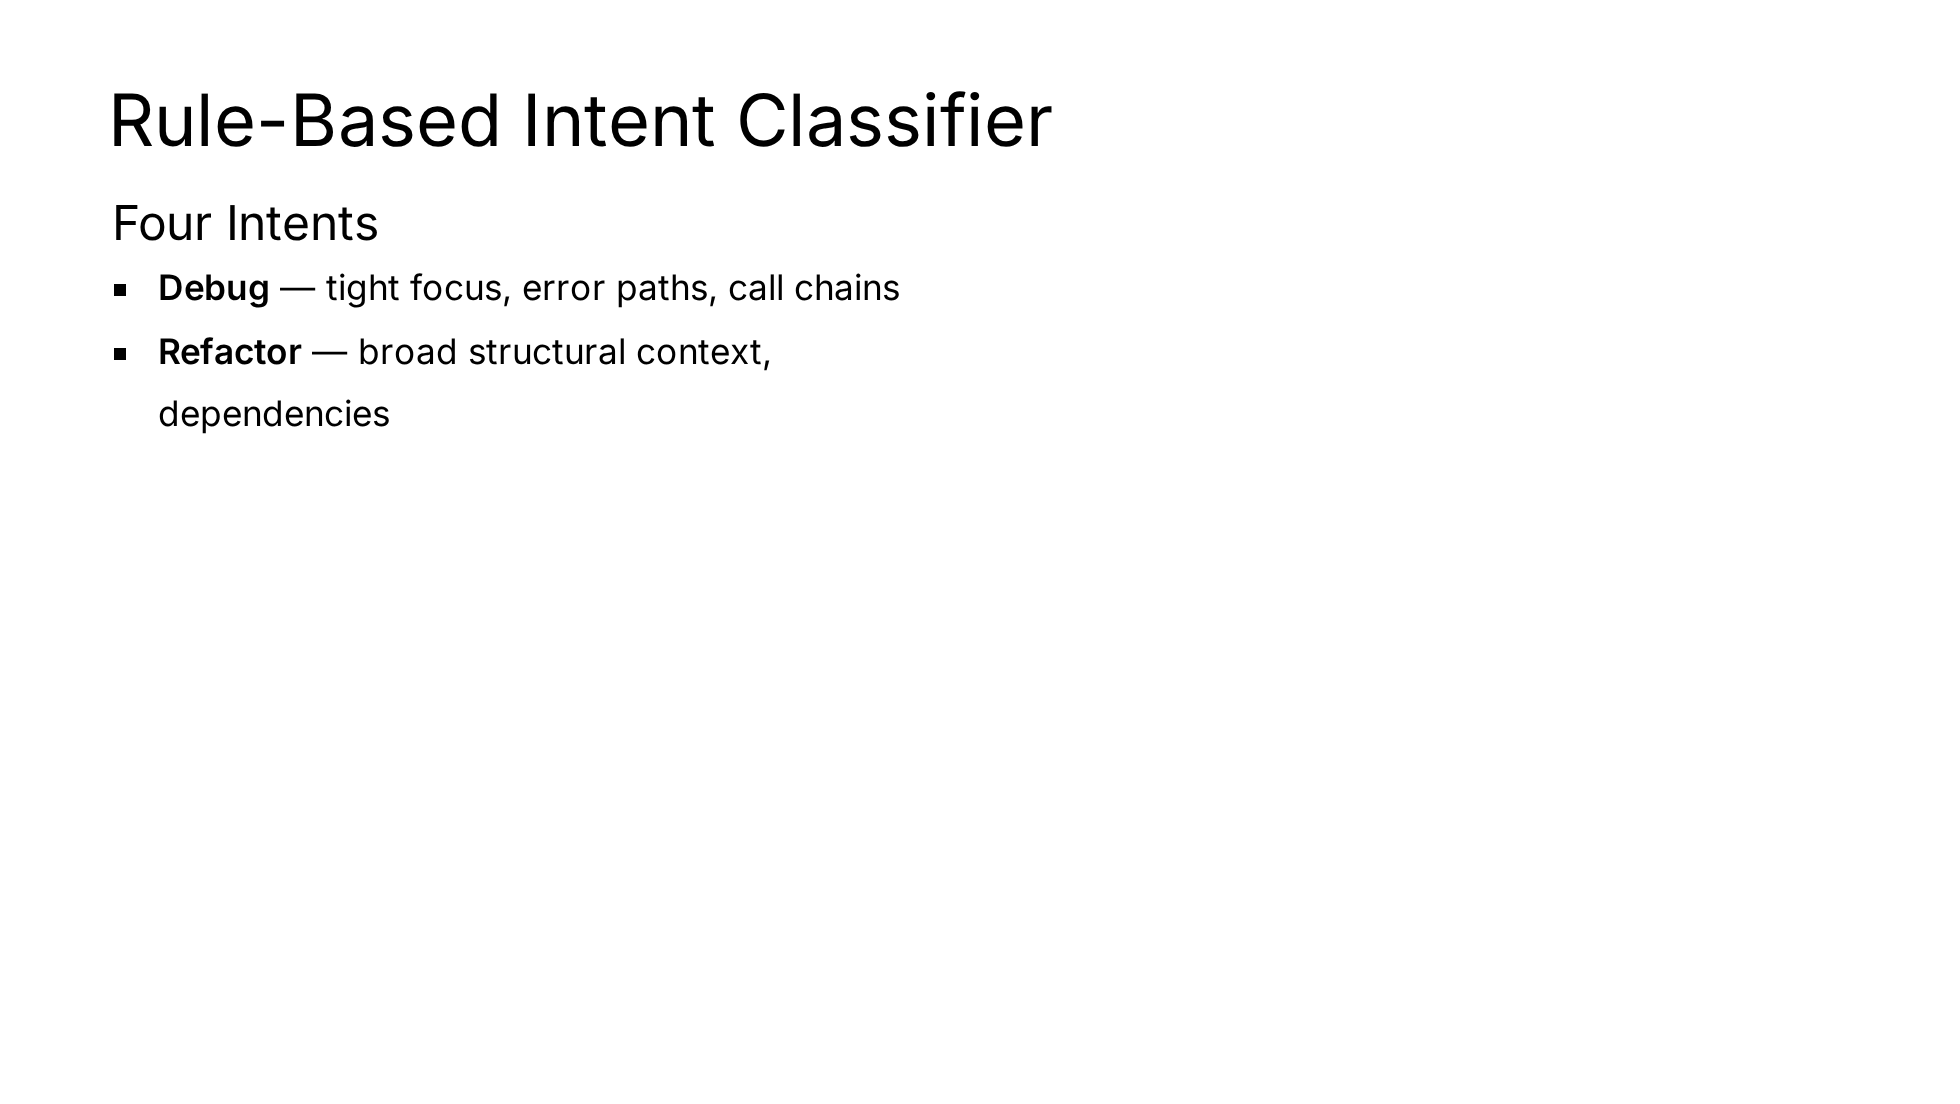 Rule-Based Intent Classifier
Four Intents
▪ Debug — tight focus, error paths, call chains
▪ Refactor — broad structural context,
dependencies